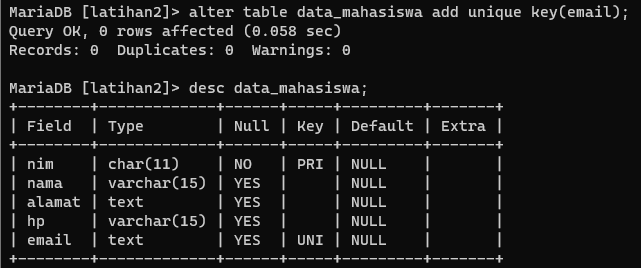 MariaDB [latihan2]> alter table data_mahasiswa add unique key(email);
Query OK, 0 rows affected (0.058 sec)
Records: 0  Duplicates: 0  Warnings: 0

MariaDB [latihan2]> desc data_mahasiswa;
+--------+-------------+------+-----+---------+-------+
| Field  | Type        | Null | Key | Default | Extra |
+--------+-------------+------+-----+---------+-------+
| nim    | char(11)    | NO   | PRI | NULL    |       |
| nama   | varchar(15) | YES  |     | NULL    |       |
| alamat | text        | YES  |     | NULL    |       |
| hp     | varchar(15) | YES  |     | NULL    |       |
| email  | text        | YES  | UNI | NULL    |       |
+--------+-------------+------+-----+---------+-------+